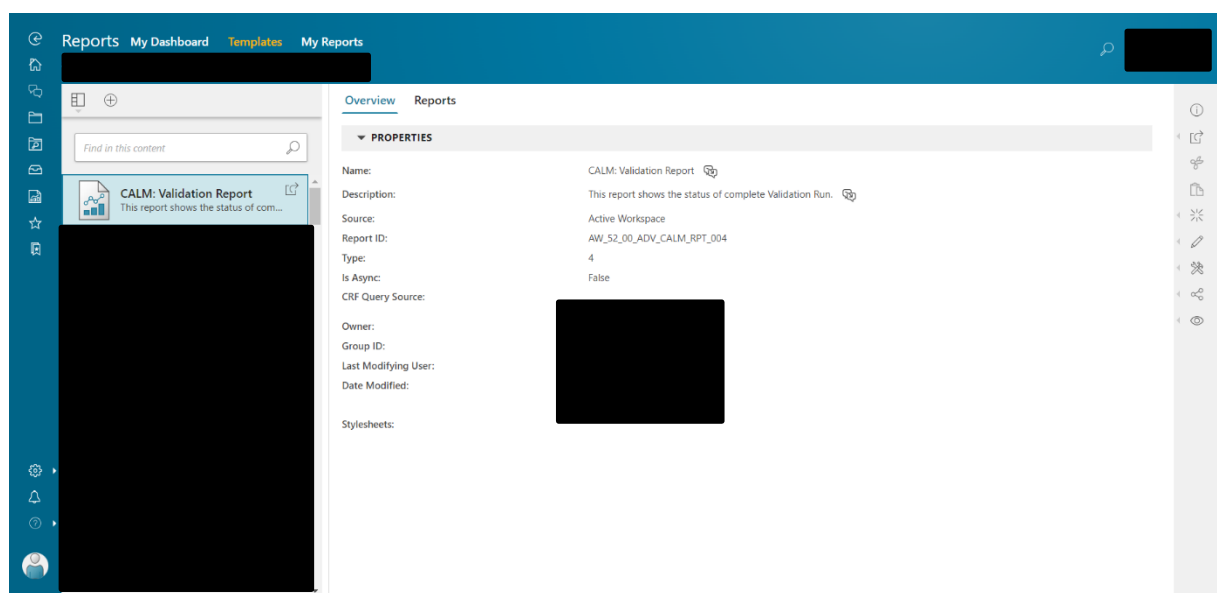 Reports My Dashboard Templates My Reports
Overview Reports
Find in this content
CALM: Validation Report
This report shows the status of com...
PROPERTIES
Name: CALM: Validation Report
Description: This report shows the status of complete Validation Run.
Source: Active Workspace
Report ID: AW_52_00_ADV_CALM_RPT_004
Type: 4
Is Async: False
CRF Query Source:
Owner:
Group ID:
Last Modifying User:
Date Modified:
Stylesheets: